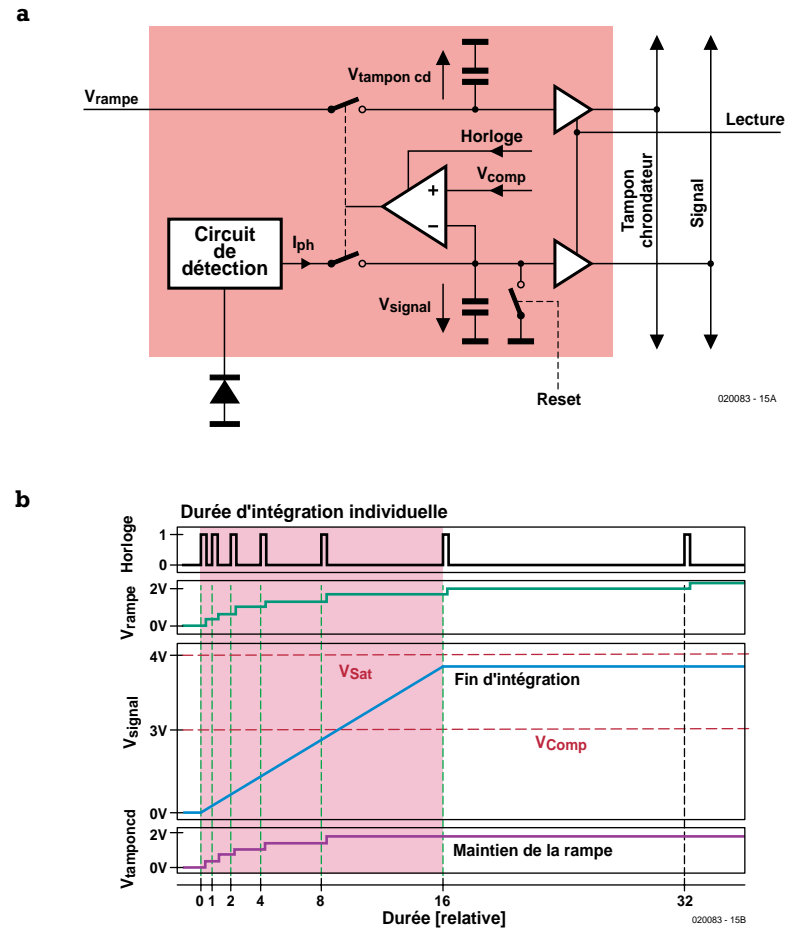 a
Vtampon cd
Vrampe
Horloge
Lecture
Vcomp
+
−
Circuit
de
détection
Iph
Tampon
chrondateur
Signal
Vsignal
Reset
020083 - 15A
b
Durée d'intégration individuelle
Horloge
1
0
Vrampe
2V
0V
Vsignal
4V
VSat
Fin d'intégration
3V
VComp
0V
Vtamponcd
2V
Maintien de la rampe
0V
0 1 2 4 8 16 32
Durée [relative]
020083 - 15B